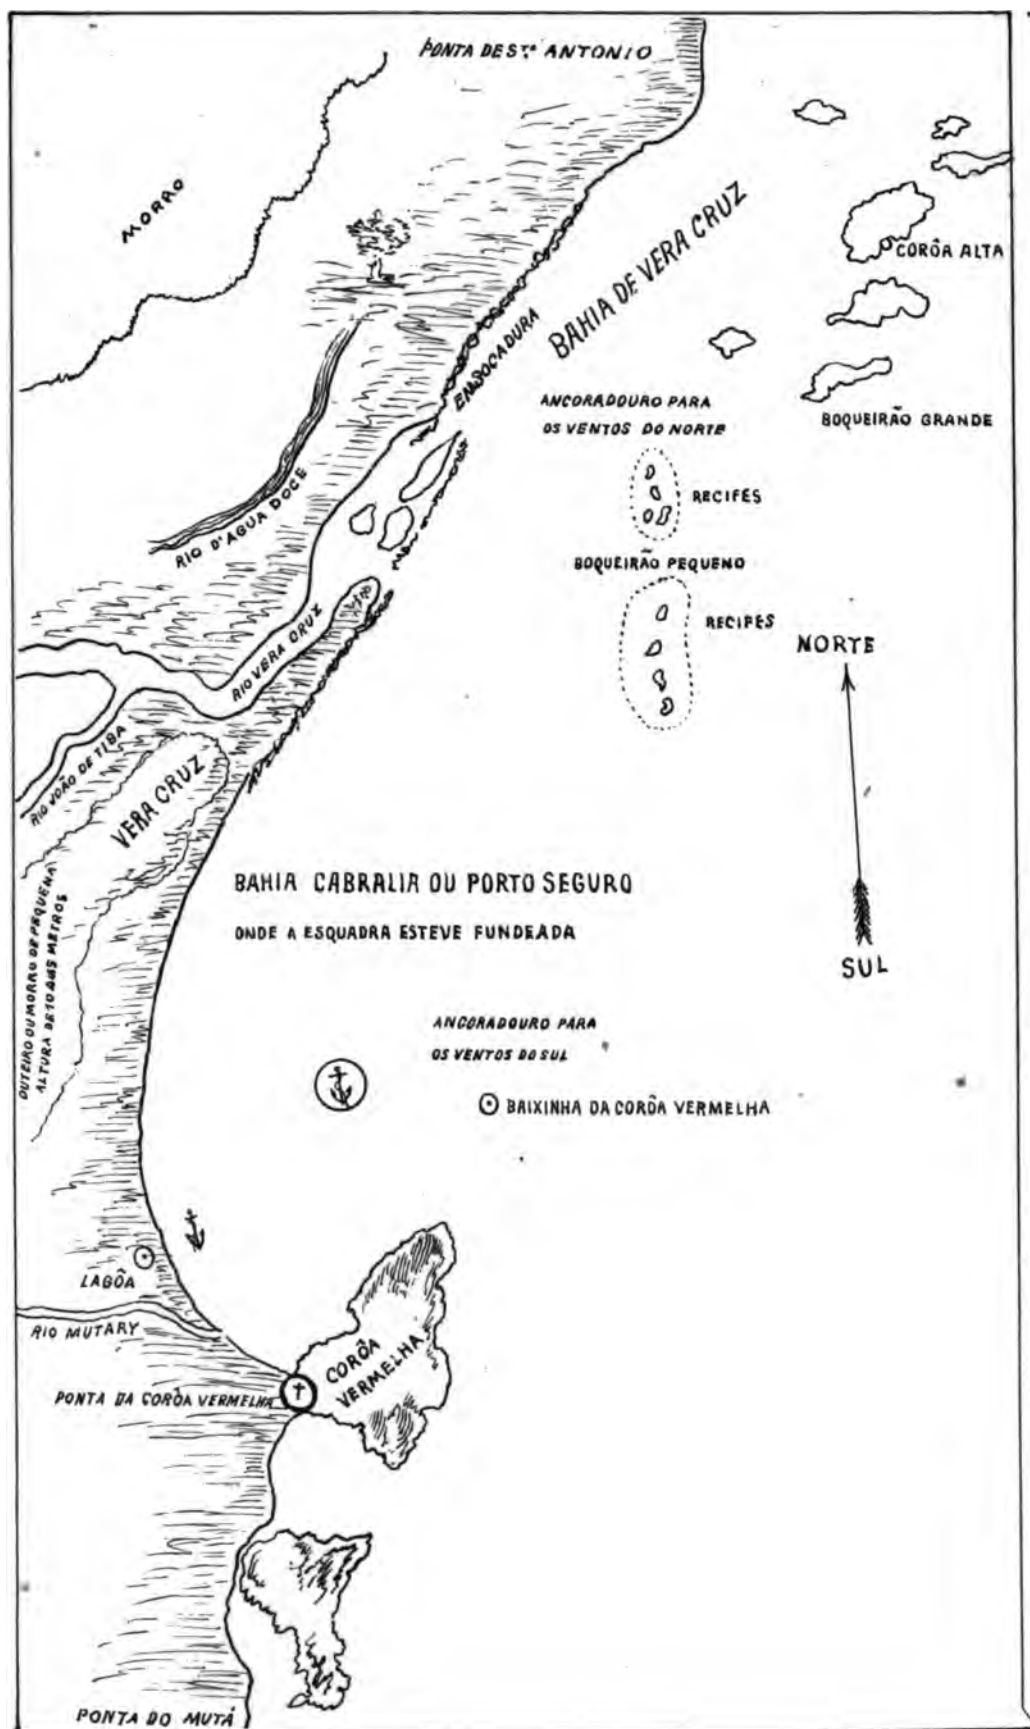 PONTA DE ST.º ANTONIO
MORRO
BAHIA DE VERA CRUZ
CORÔA ALTA
EMBOCADURA
ANCORADOURO PARA
OS VENTOS DO NORTE
BOQUEIRÃO GRANDE
RECIFES
RIO D'AGUA DOCE
BOQUEIRÃO PEQUENO
RECIFES
RIO VERA CRUZ
NORTE
RIO JOÃO DE TIBA
VERA CRUZ
BAHIA CABRALIA OU PORTO SEGURO
ONDE A ESQUADRA ESTEVE FUNDEADA
SUL
OUTEIRO OU MORRO DE PEQUENA
ALTURA DE 10 A 15 METROS
ANCORADOURO PARA
OS VENTOS DO SUL
BAIXINHA DA CORÔA VERMELHA
LAGÔA
RIO MUTARY
CORÔA
VERMELHA
PONTA DA CORÔA VERMELHA
PONTA DO MUTÁ